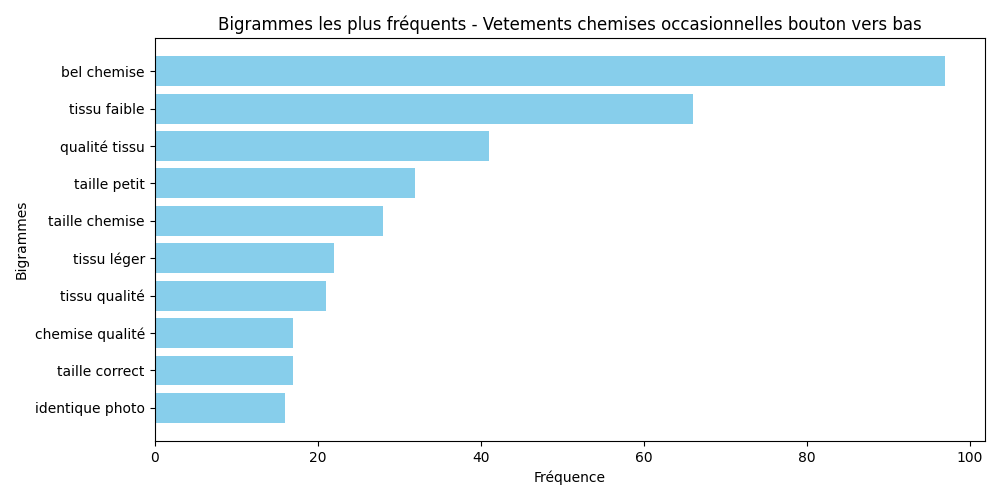 Bigrammes les plus fréquents - Vetements chemises occasionnelles bouton vers bas
Bigrammes
bel chemise
tissu faible
qualité tissu
taille petit
taille chemise
tissu léger
tissu qualité
chemise qualité
taille correct
identique photo
0 20 40 60 80 100
Fréquence